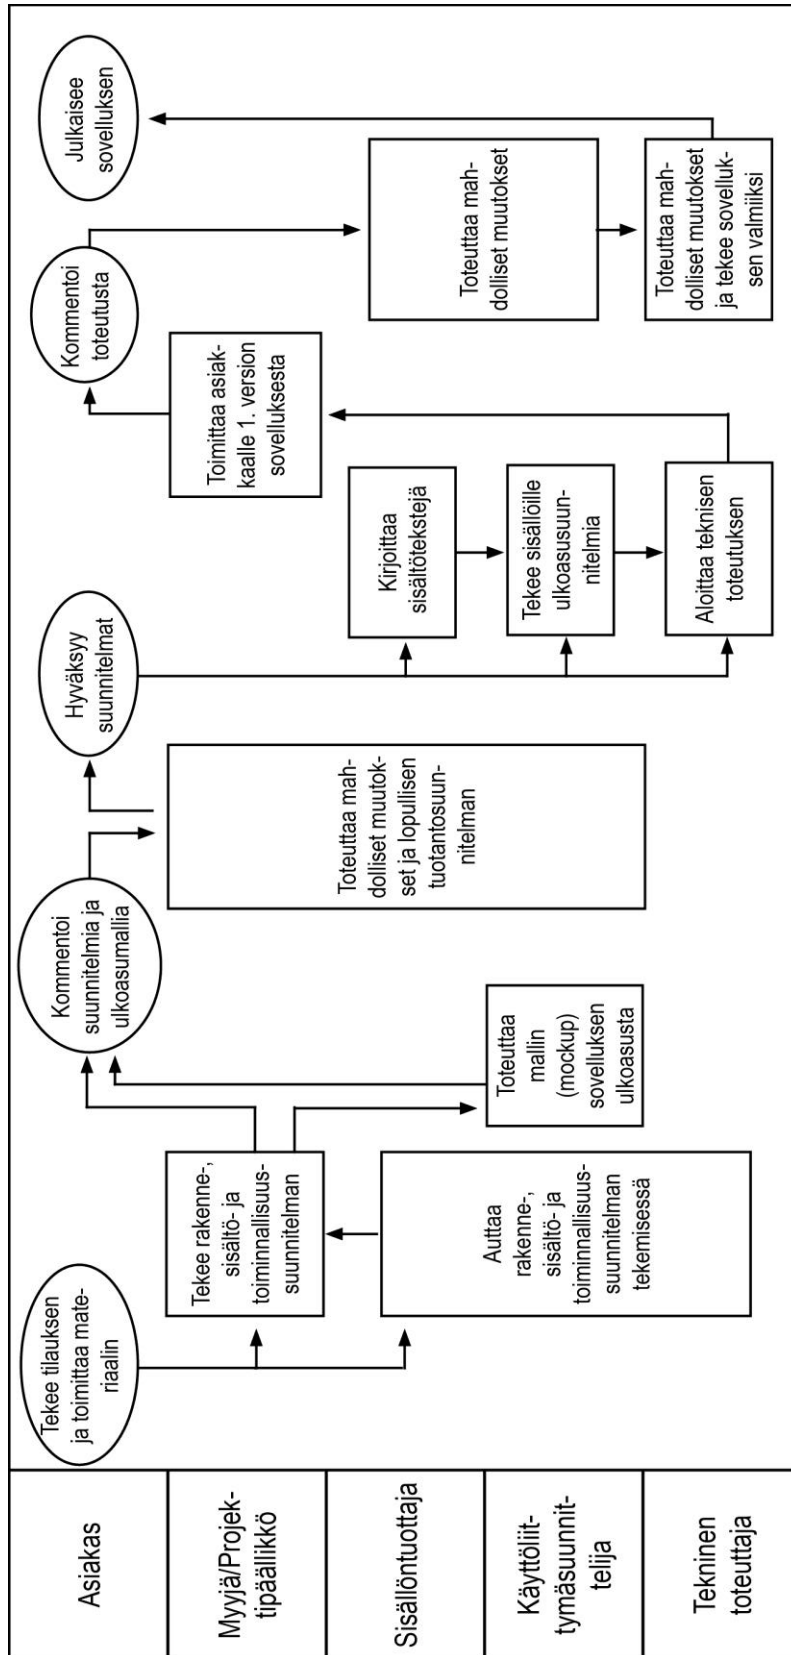 Asiakas
Myyjä/Projek-
tipäällikkö
Sisällöntuottaja
Käyttöliit-
tymäsuunnit-
telija
Tekninen
toteuttaja
Tekee tilauksen
ja toimittaa mate-
riaalin
Tekee rakenne-,
sisältö- ja
toiminnallisuus-
suunnitelman
Auttaa
rakenne-,
sisältö- ja
toiminnallisuus-
suunnitelman
tekemisessä
Toteuttaa
mallin
(mockup)
sovelluksen
ulkoasusta
Kommentoi
suunnitelmia ja
ulkoasumallia
Toteuttaa mah-
dolliset muutok-
set ja lopullisen
tuotantosuun-
nitelman
Hyväksyy
suunnitelmat
Kirjoittaa
sisältötekstejä
Tekee sisällöille
ulkoasusuun-
nitelmia
Aloittaa teknisen
toteutuksen
Toimittaa asiak-
kaalle 1. version
sovelluksesta
Kommentoi
toteutusta
Toteuttaa mah-
dolliset muutokset
Toteuttaa mah-
dolliset muutokset
ja tekee sovelluk-
sen valmiiksi
Julkaisee
sovelluksen